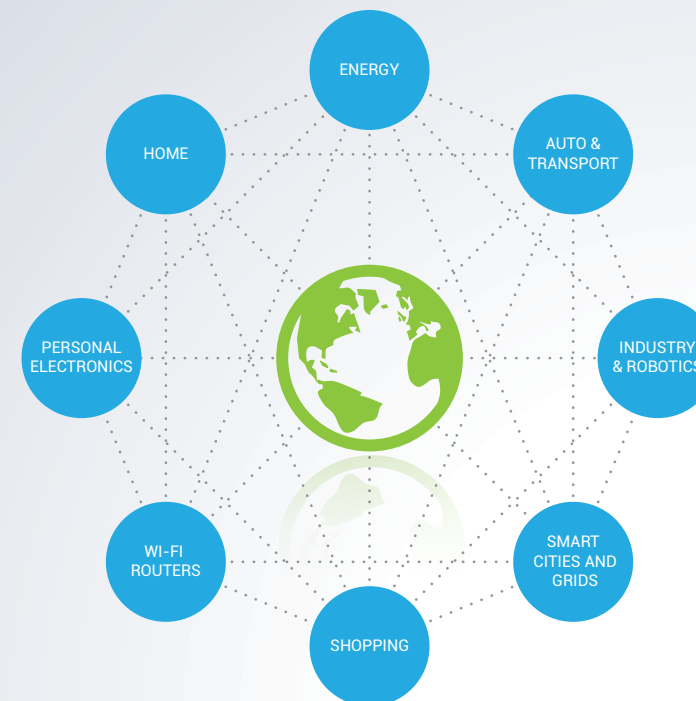 ENERGY
HOME
AUTO &
TRANSPORT
PERSONAL
ELECTRONICS
INDUSTRY
& ROBOTICS
WI-FI
ROUTERS
SMART
CITIES AND
GRIDS
SHOPPING